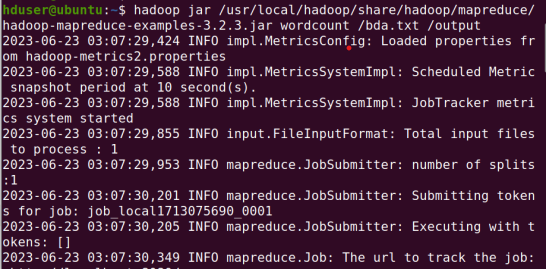 hduser@ubuntu:~$ hadoop jar /usr/local/hadoop/share/hadoop/mapreduce/
hadoop-mapreduce-examples-3.2.3.jar wordcount /bda.txt /output
2023-06-23 03:07:29,424 INFO impl.MetricsConfig: Loaded properties fr
om hadoop-metrics2.properties
2023-06-23 03:07:29,588 INFO impl.MetricsSystemImpl: Scheduled Metric
 snapshot period at 10 second(s).
2023-06-23 03:07:29,588 INFO impl.MetricsSystemImpl: JobTracker metri
cs system started
2023-06-23 03:07:29,855 INFO input.FileInputFormat: Total input files
 to process : 1
2023-06-23 03:07:29,953 INFO mapreduce.JobSubmitter: number of splits
:1
2023-06-23 03:07:30,201 INFO mapreduce.JobSubmitter: Submitting token
s for job: job_local1713075690_0001
2023-06-23 03:07:30,205 INFO mapreduce.JobSubmitter: Executing with t
okens: []
2023-06-23 03:07:30,349 INFO mapreduce.Job: The url to track the job: